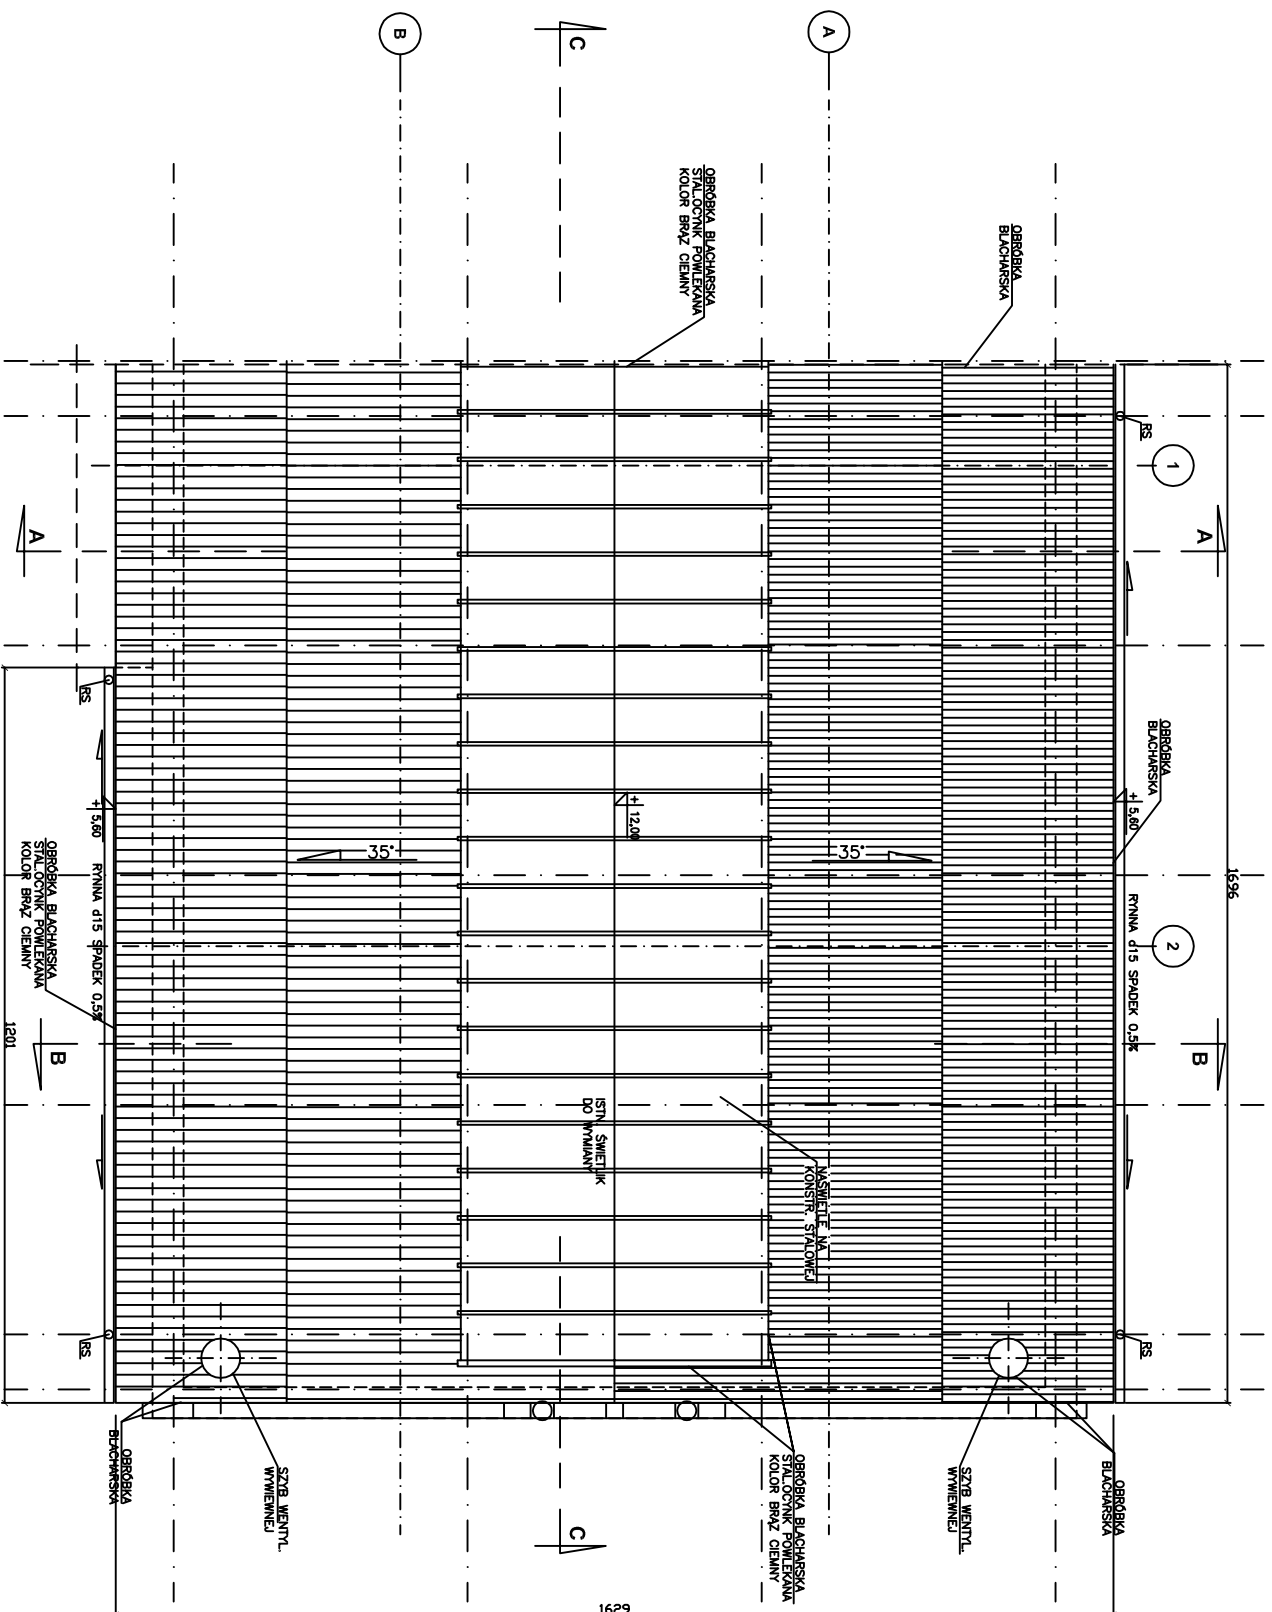 B
C
A
OBRÓBKA BLACHARSKA
STAL.OCYNK POWLEKANA
KOLOR BRĄZ CIEMNY
OBRÓBKA
BLACHARSKA
RS
1
A
A
RS
OBRÓBKA
BLACHARSKA
+ 5,60
+ 12,00
+ 5,60
35°
35°
1696
RYNNA d15 SPADEK 0,5%
RYNNA d15 SPADEK 0,5%
2
OBRÓBKA BLACHARSKA
STAL.OCYNK POWLEKANA
KOLOR BRĄZ CIEMNY
1201
B
B
ISTN. ŚWIETLIK
DO WYMIANY
NAŚWIETLE NA
KONSTR. STALOWEJ
RS
RS
OBRÓBKA
BLACHARSKA
SZYB WENTYL.
WYWIEWNEJ
C
OBRÓBKA BLACHARSKA
STAL.OCYNK POWLEKANA
KOLOR BRĄZ CIEMNY
SZYB WENTYL.
WYWIEWNEJ
OBRÓBKA
BLACHARSKA
1629